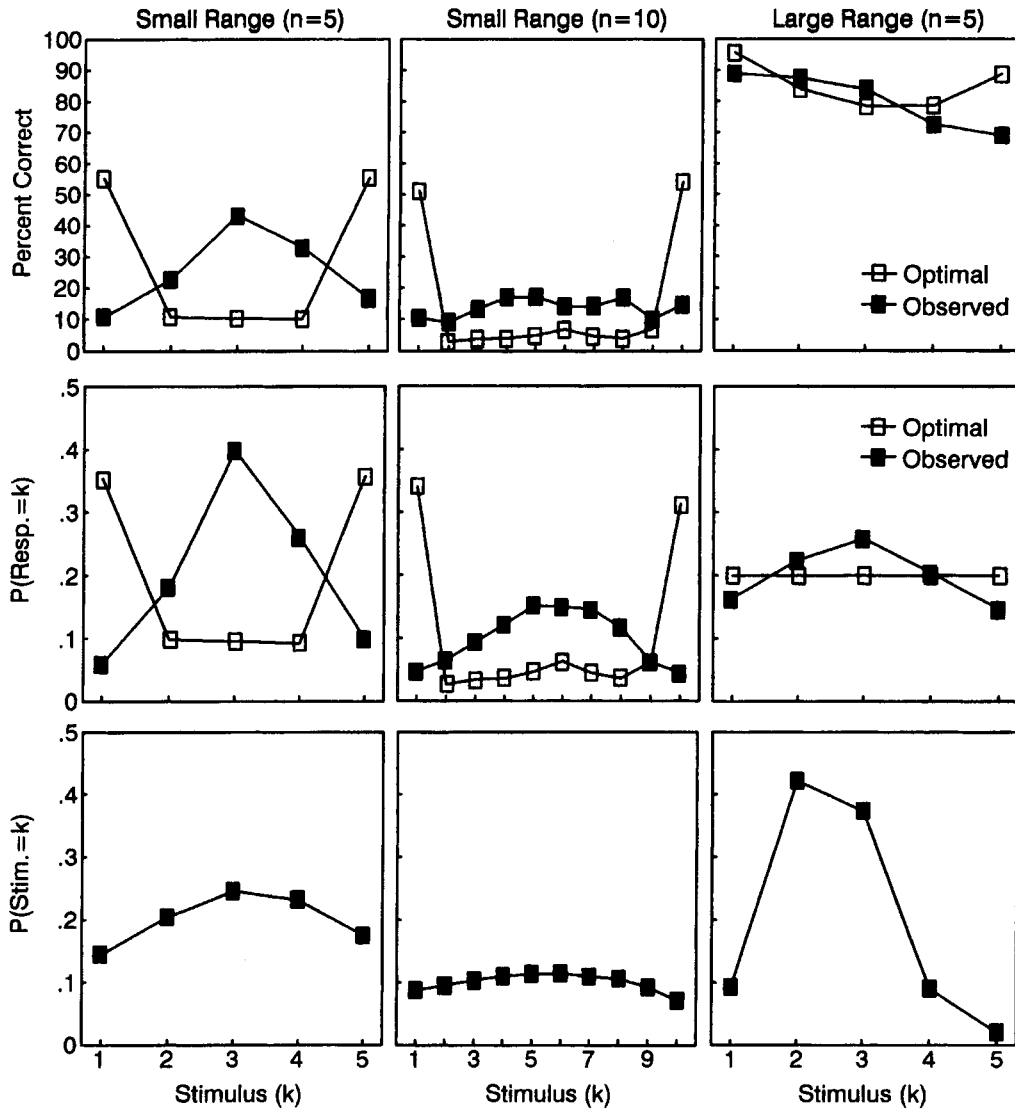 Small Range (n=5)
Small Range (n=10)
Large Range (n=5)
Percent Correct
100
90
80
70
60
50
40
30
20
10
0
Optimal
Observed
P(Resp.=k)
.5
.4
.3
.2
.1
0
Optimal
Observed
P(Stim.=k)
.5
.4
.3
.2
.1
0
1 2 3 4 5
1 3 5 7 9
1 2 3 4 5
Stimulus (k)
Stimulus (k)
Stimulus (k)